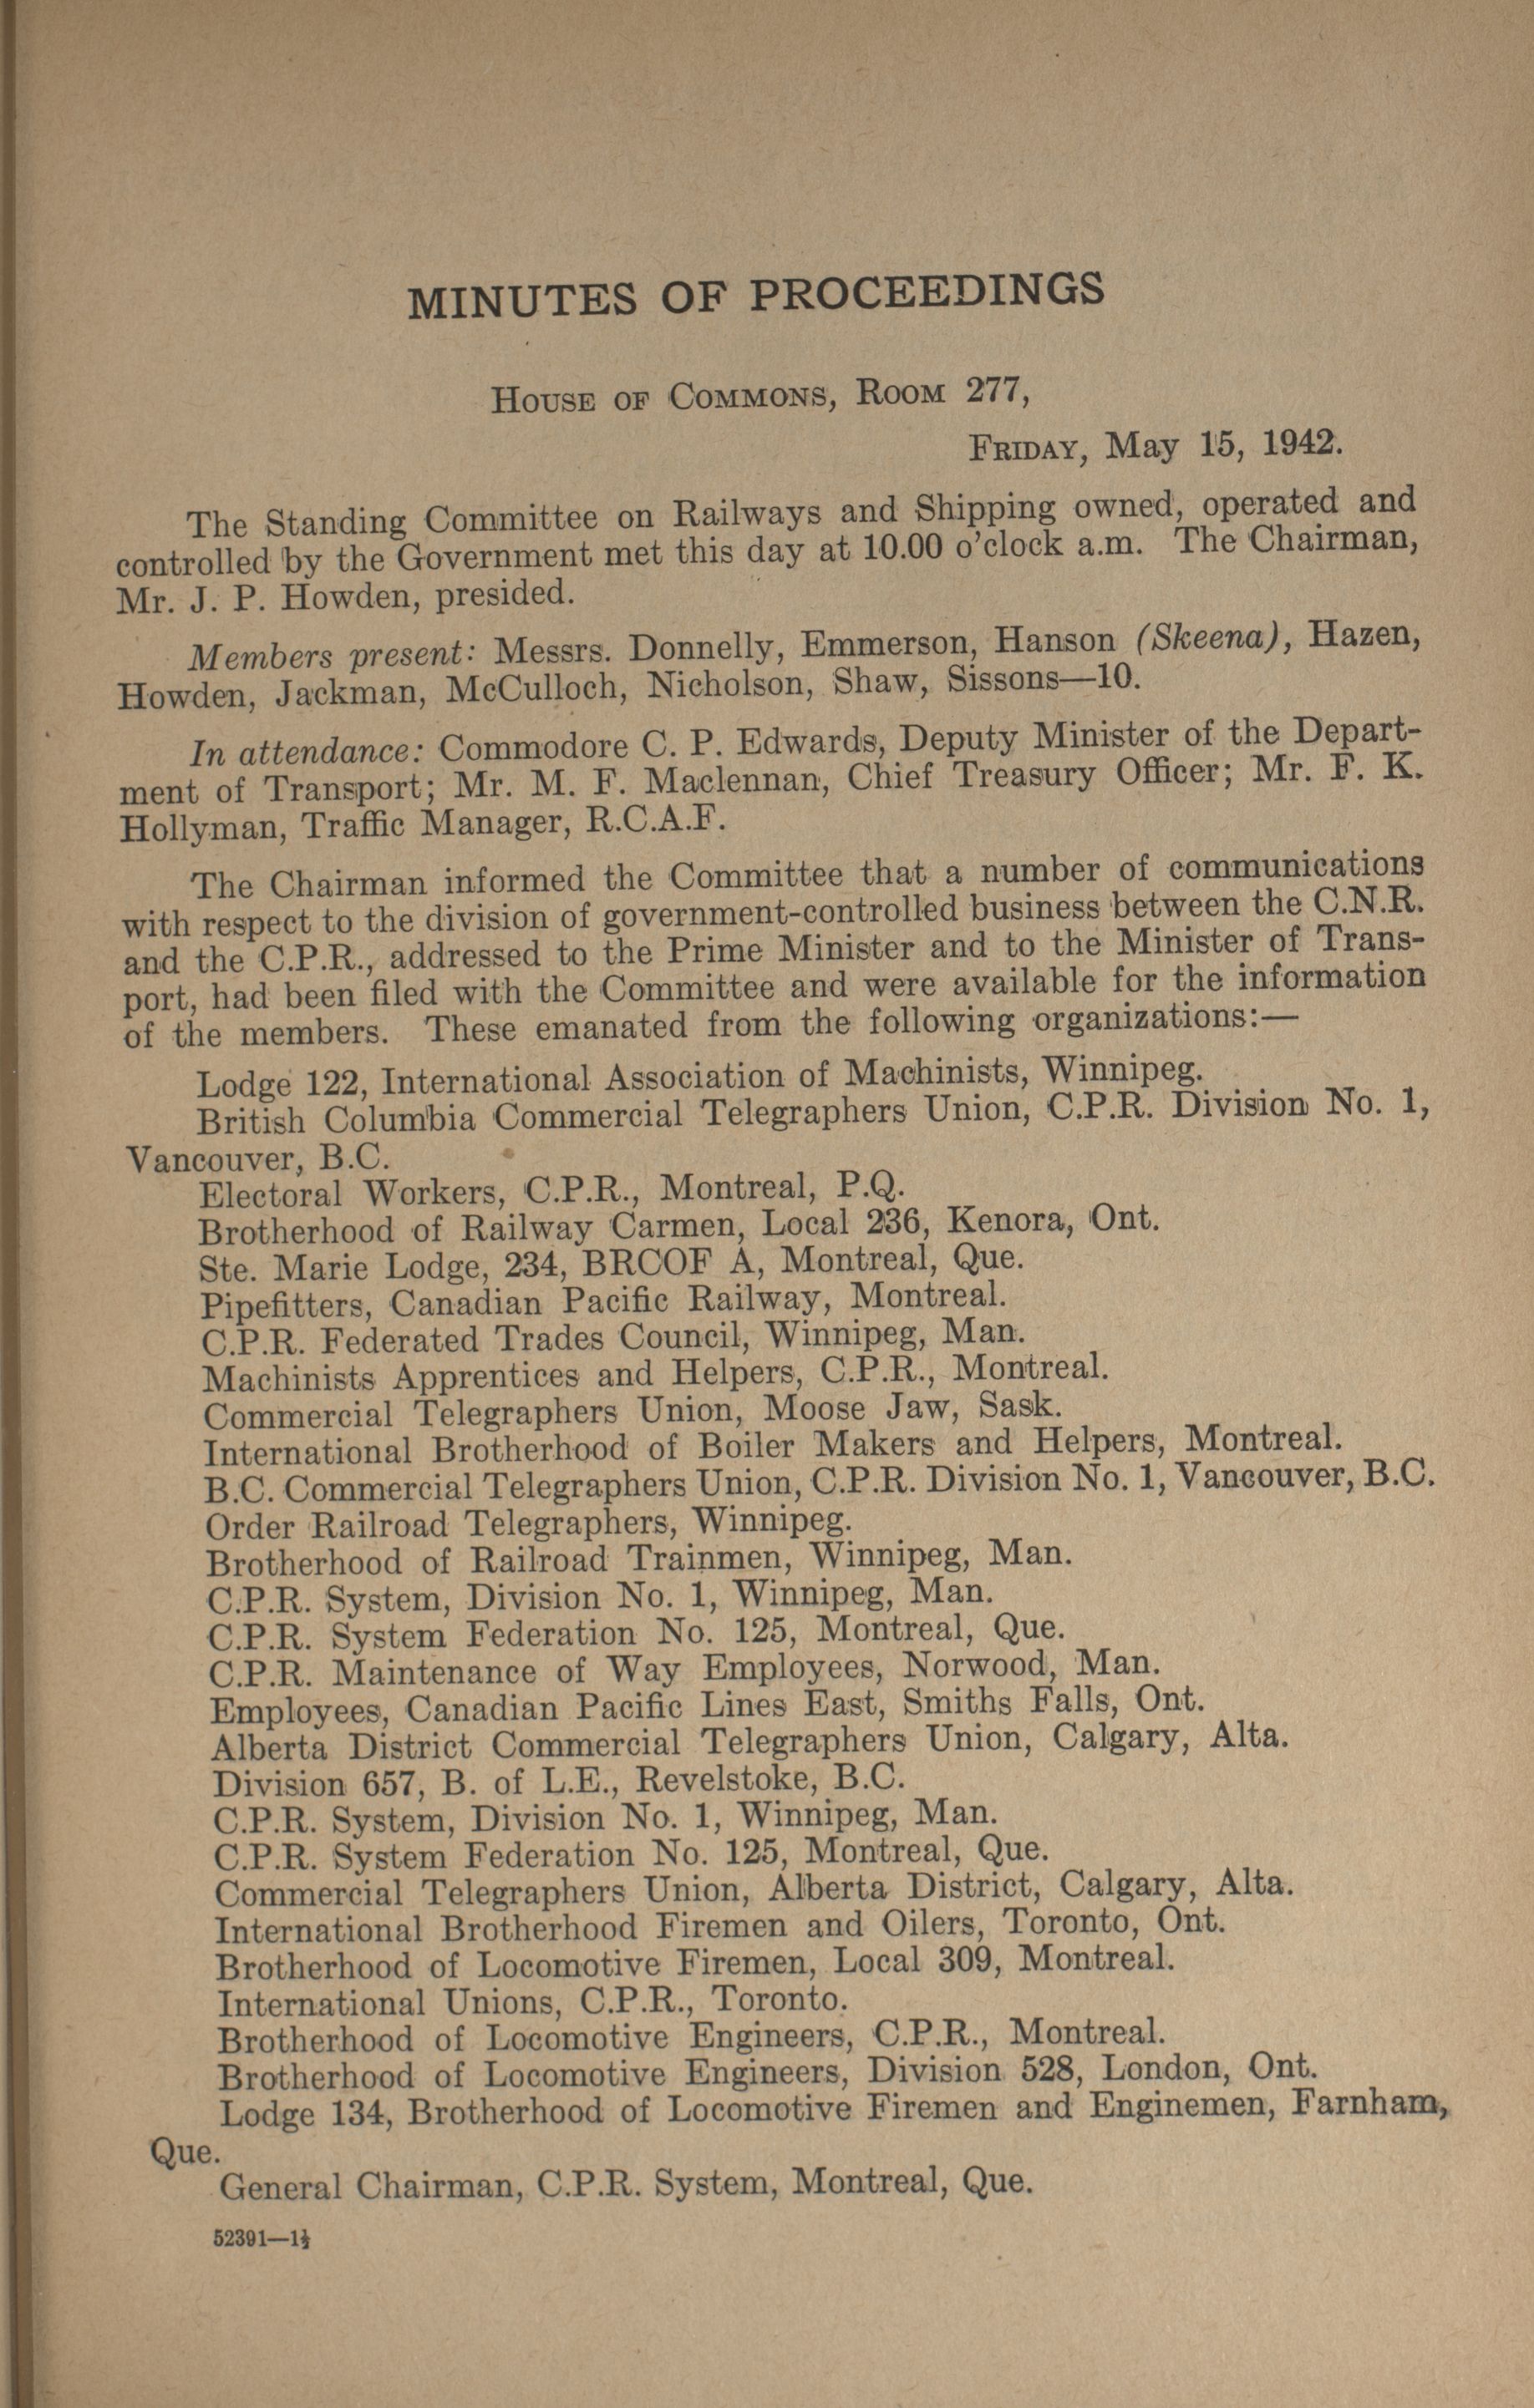 MINUTES OF PROCEEDINGS
House of Commons, Room 277,
Friday, May 15, 1942.
The Standing Committee on Railways and Shipping owned, operated and
controlled by the Government met this day at 10.00 o'clock a.m. The Chairman,
Mr. J. P. Howden, presided.
Members present: Messrs. Donnelly, Emmerson, Hanson (Skeena), Hazen,
Howden, Jackman, McCulloch, Nicholson, Shaw, Sissons—10.
In attendance: Commodore C. P. Edwards, Deputy Minister of the Depart-
ment of Transport; Mr. M. F. Maclennan, Chief Treasury Officer; Mr. F. K.
Hollyman, Traffic Manager, R.C.A.F.
The Chairman informed the Committee that a number of communications
with respect to the division of government-controlled business between the C.N.R.
and the C.P.R., addressed to the Prime Minister and to the Minister of Trans-
port, had been filed with the Committee and were available for the information
of the members. These emanated from the following organizations:—
Lodge 122, International Association of Machinists, Winnipeg.
British Columbia Commercial Telegraphers Union, C.P.R. Division No. 1,
Vancouver, B.C.
Electoral Workers, C.P.R., Montreal, P.Q.
Brotherhood of Railway Carmen, Local 236, Kenora, Ont.
Ste. Marie Lodge, 234, BRCOF A, Montreal, Que.
Pipefitters, Canadian Pacific Railway, Montreal.
C.P.R. Federated Trades Council, Winnipeg, Man.
Machinists Apprentices and Helpers, C.P.R., Montreal.
Commercial Telegraphers Union, Moose Jaw, Sask.
International Brotherhood of Boiler Makers and Helpers, Montreal.
B.C. Commercial Telegraphers Union, C.P.R. Division No. 1, Vancouver, B.C.
Order Railroad Telegraphers, Winnipeg.
Brotherhood of Railroad Trainmen, Winnipeg, Man.
C.P.R. System, Division No. 1, Winnipeg, Man.
C.P.R. System Federation No. 125, Montreal, Que.
C.P.R. Maintenance of Way Employees, Norwood, Man.
Employees, Canadian Pacific Lines East, Smiths Falls, Ont.
Alberta District Commercial Telegraphers Union, Calgary, Alta.
Division 657, B. of L.E., Revelstoke, B.C.
C.P.R. System, Division No. 1, Winnipeg, Man.
C.P.R. System Federation No. 125, Montreal, Que.
Commercial Telegraphers Union, Alberta District, Calgary, Alta.
International Brotherhood Firemen and Oilers, Toronto, Ont.
Brotherhood of Locomotive Firemen, Local 309, Montreal.
International Unions, C.P.R., Toronto.
Brotherhood of Locomotive Engineers, C.P.R., Montreal.
Brotherhood of Locomotive Engineers, Division 528, London, Ont.
Lodge 134, Brotherhood of Locomotive Firemen and Enginemen, Farnham,
Que.
General Chairman, C.P.R. System, Montreal, Que.
52391—1½